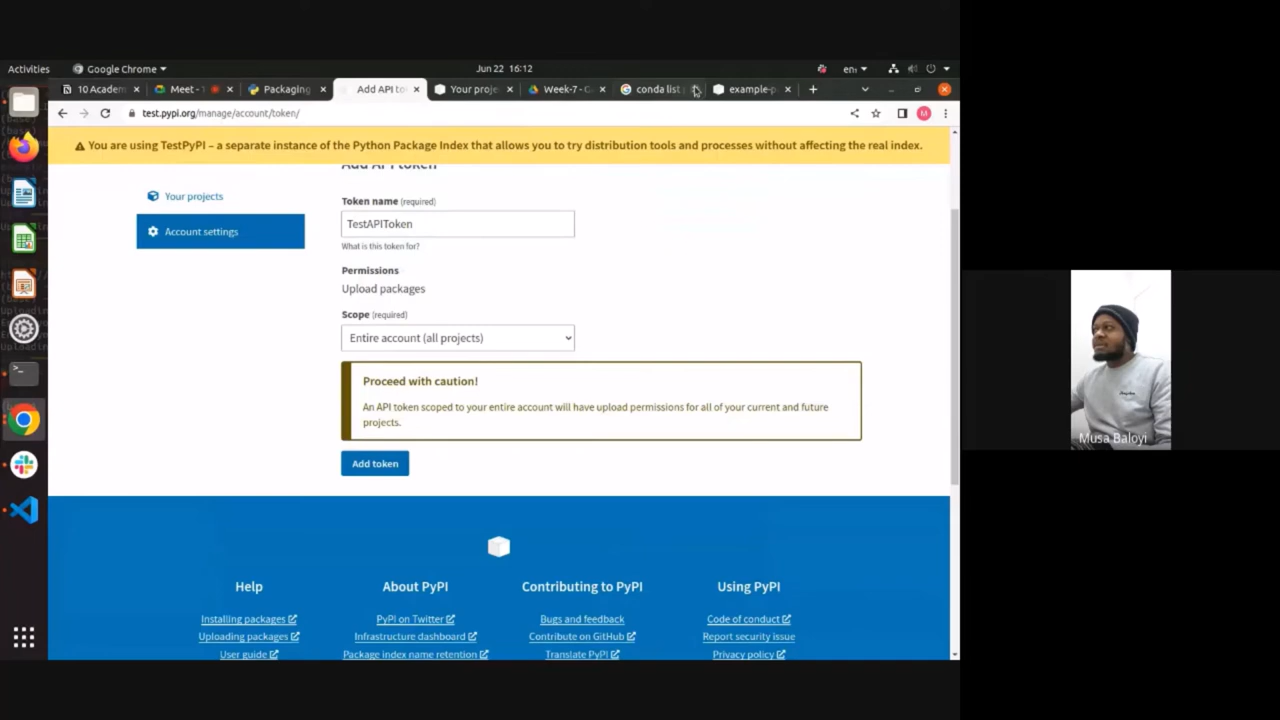 Activities
Google Chrome
Jun 22 16:12
en
10 Academ
Meet -
Packaging
Add API to
Your proje
Week-7 - G
conda list
example-p
test.pypi.org/manage/account/token/
M
You are using TestPyPI – a separate instance of the Python Package Index that allows you to try distribution tools and processes without affecting the real index.
Add API token
Your projects
Account settings
Token name (required)
TestAPIToken
What is this token for?
Permissions
Upload packages
Scope (required)
Entire account (all projects)
Proceed with caution!
An API token scoped to your entire account will have upload permissions for all of your current and future
projects.
Add token
Help
About PyPI
Contributing to PyPI
Using PyPI
Installing packages
PyPI on Twitter
Bugs and feedback
Code of conduct
Uploading packages
Infrastructure dashboard
Contribute on GitHub
Report security issue
User guide
Package index name retention
Translate PyPI
Privacy policy
Musa Baloyi